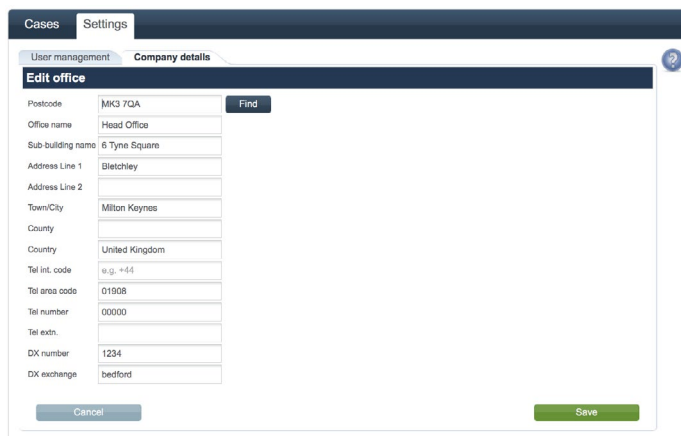 Cases Settings
User management Company details
?
Edit office
Postcode MK3 7QA Find
Office name Head Office
Sub-building name 6 Tyne Square
Address Line 1 Bletchley
Address Line 2
Town/City Milton Keynes
County
Country United Kingdom
Tel int. code e.g. +44
Tel area code 01908
Tel number 00000
Tel extn.
DX number 1234
DX exchange bedford
Cancel Save